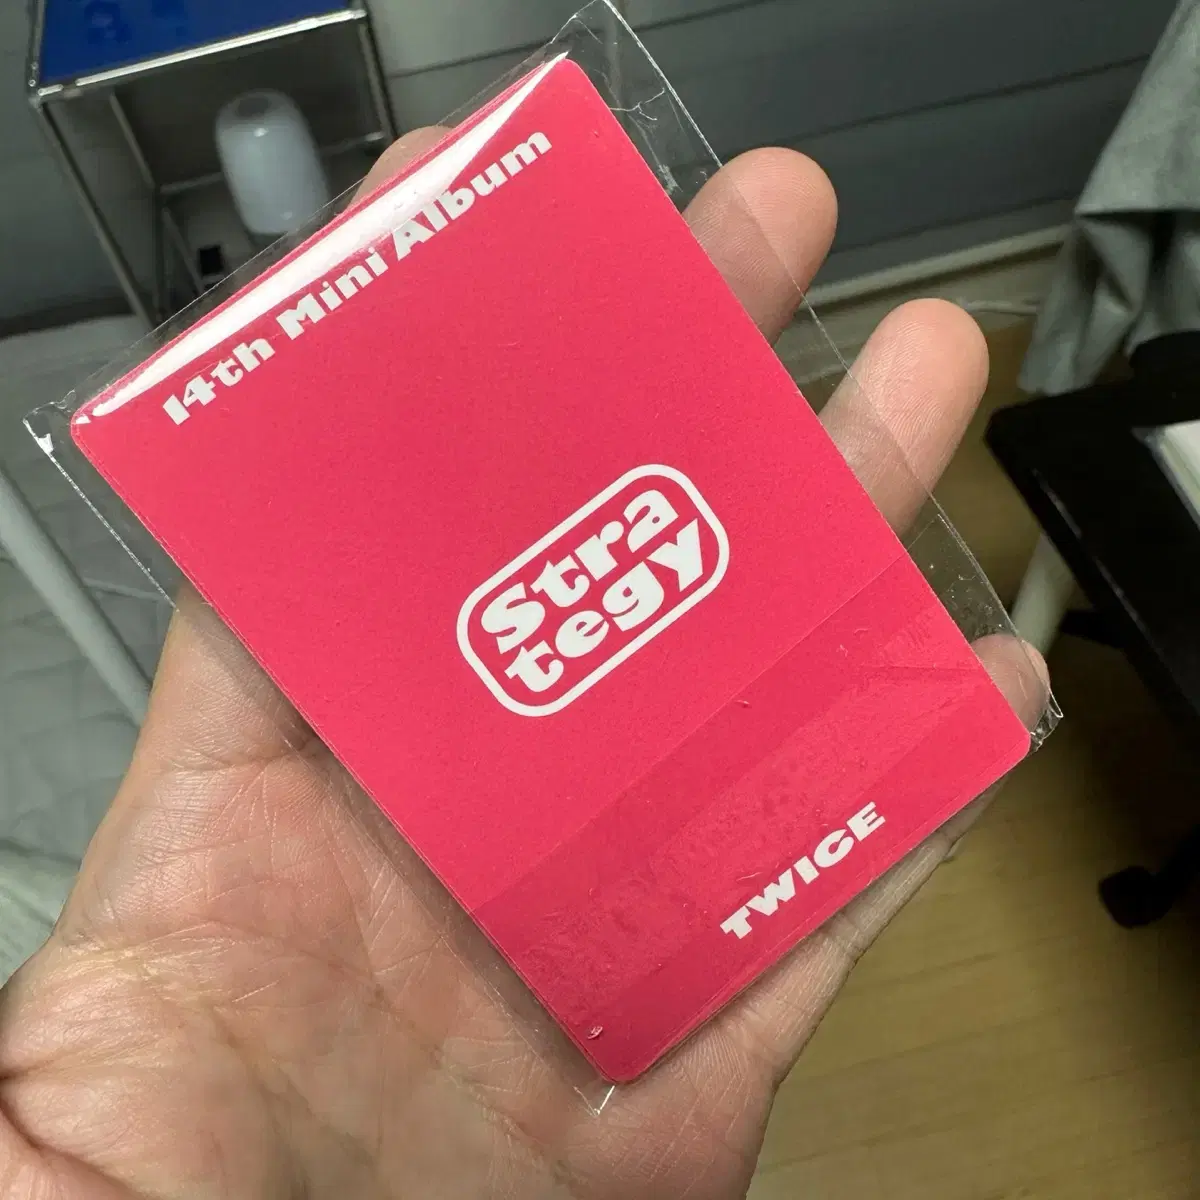 14th Mini Album
Stra
tegy
TWICE